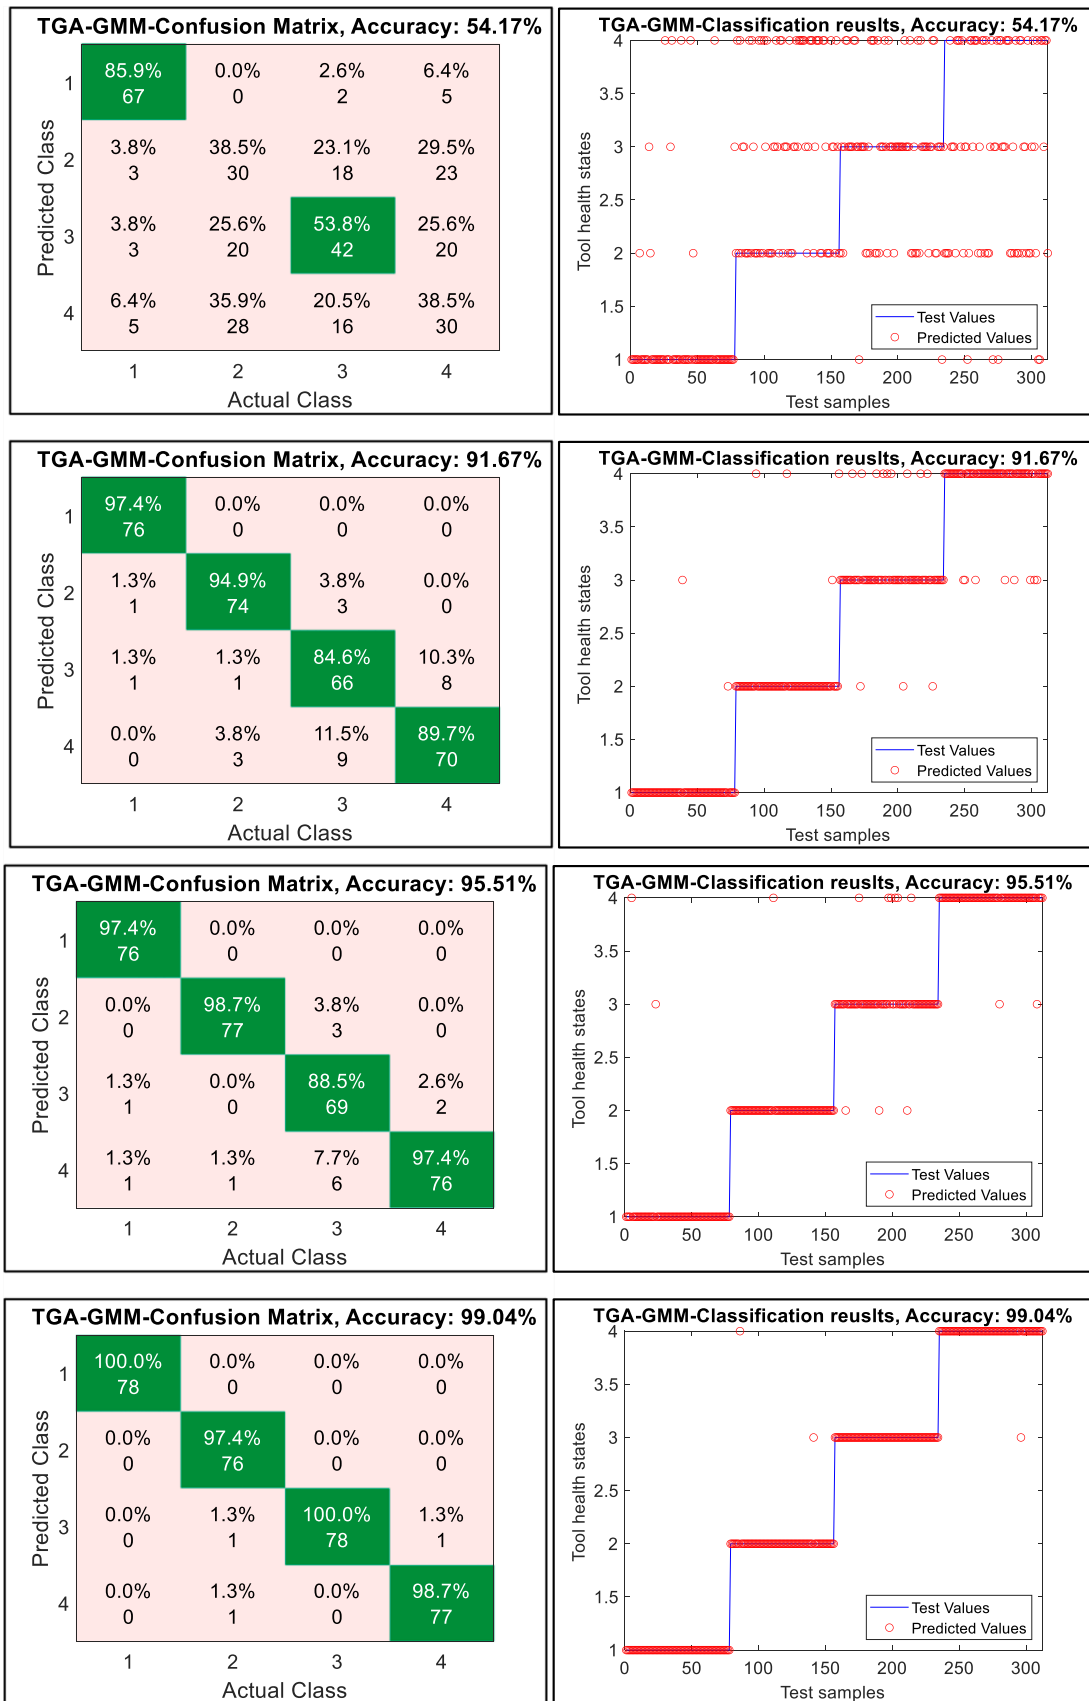 TGA-GMM-Confusion Matrix, Accuracy: 54.17%
Predicted Class
1
85.9% 0.0% 2.6% 6.4%
67 0 2 5
2
3.8% 38.5% 23.1% 29.5%
3 30 18 23
3
3.8% 25.6% 53.8% 25.6%
3 20 42 20
4
6.4% 35.9% 20.5% 38.5%
5 28 16 30
1 2 3 4
Actual Class
TGA-GMM-Classification reuslts, Accuracy: 54.17%
Tool health states
4
3.5
3
2.5
2
1.5
1
Test Values
Predicted Values
0 50 100 150 200 250 300
Test samples
TGA-GMM-Confusion Matrix, Accuracy: 91.67%
Predicted Class
1
97.4% 0.0% 0.0% 0.0%
76 0 0 0
2
1.3% 94.9% 3.8% 0.0%
1 74 3 0
3
1.3% 1.3% 84.6% 10.3%
1 1 66 8
4
0.0% 3.8% 11.5% 89.7%
0 3 9 70
1 2 3 4
Actual Class
TGA-GMM-Classification reuslts, Accuracy: 91.67%
Tool health states
4
3.5
3
2.5
2
1.5
1
Test Values
Predicted Values
0 50 100 150 200 250 300
Test samples
TGA-GMM-Confusion Matrix, Accuracy: 95.51%
Predicted Class
1
97.4% 0.0% 0.0% 0.0%
76 0 0 0
2
0.0% 98.7% 3.8% 0.0%
0 77 3 0
3
1.3% 0.0% 88.5% 2.6%
1 0 69 2
4
1.3% 1.3% 7.7% 97.4%
1 1 6 76
1 2 3 4
Actual Class
TGA-GMM-Classification reuslts, Accuracy: 95.51%
Tool health states
4
3.5
3
2.5
2
1.5
1
Test Values
Predicted Values
0 50 100 150 200 250 300
Test samples
TGA-GMM-Confusion Matrix, Accuracy: 99.04%
Predicted Class
1
100.0% 0.0% 0.0% 0.0%
78 0 0 0
2
0.0% 97.4% 0.0% 0.0%
0 76 0 0
3
0.0% 1.3% 100.0% 1.3%
0 1 78 1
4
0.0% 1.3% 0.0% 98.7%
0 1 0 77
1 2 3 4
Actual Class
TGA-GMM-Classification reuslts, Accuracy: 99.04%
Tool health states
4
3.5
3
2.5
2
1.5
1
Test Values
Predicted Values
0 50 100 150 200 250 300
Test samples